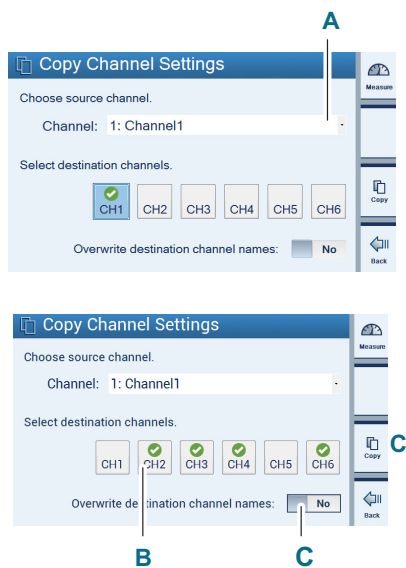 A
Copy Channel Settings
Measure
Choose source channel.
Channel: 1: Channel1
Select destination channels.
CH1 CH2 CH3 CH4 CH5 CH6
Copy
Overwrite destination channel names: No
Back
Copy Channel Settings
Measure
Choose source channel.
Channel: 1: Channel1
Select destination channels.
C
Copy
CH1 CH2 CH3 CH4 CH5 CH6
Overwrite destination channel names: No
Back
B C